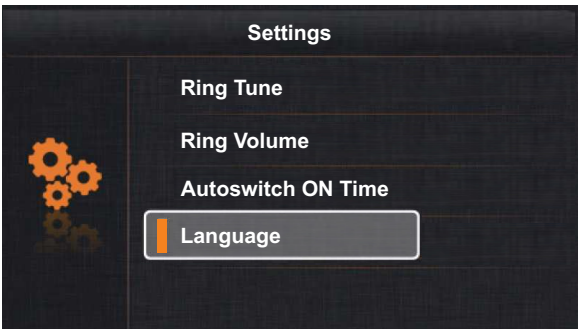 Settings
Ring Tune
Ring Volume
Autoswitch ON Time
Language